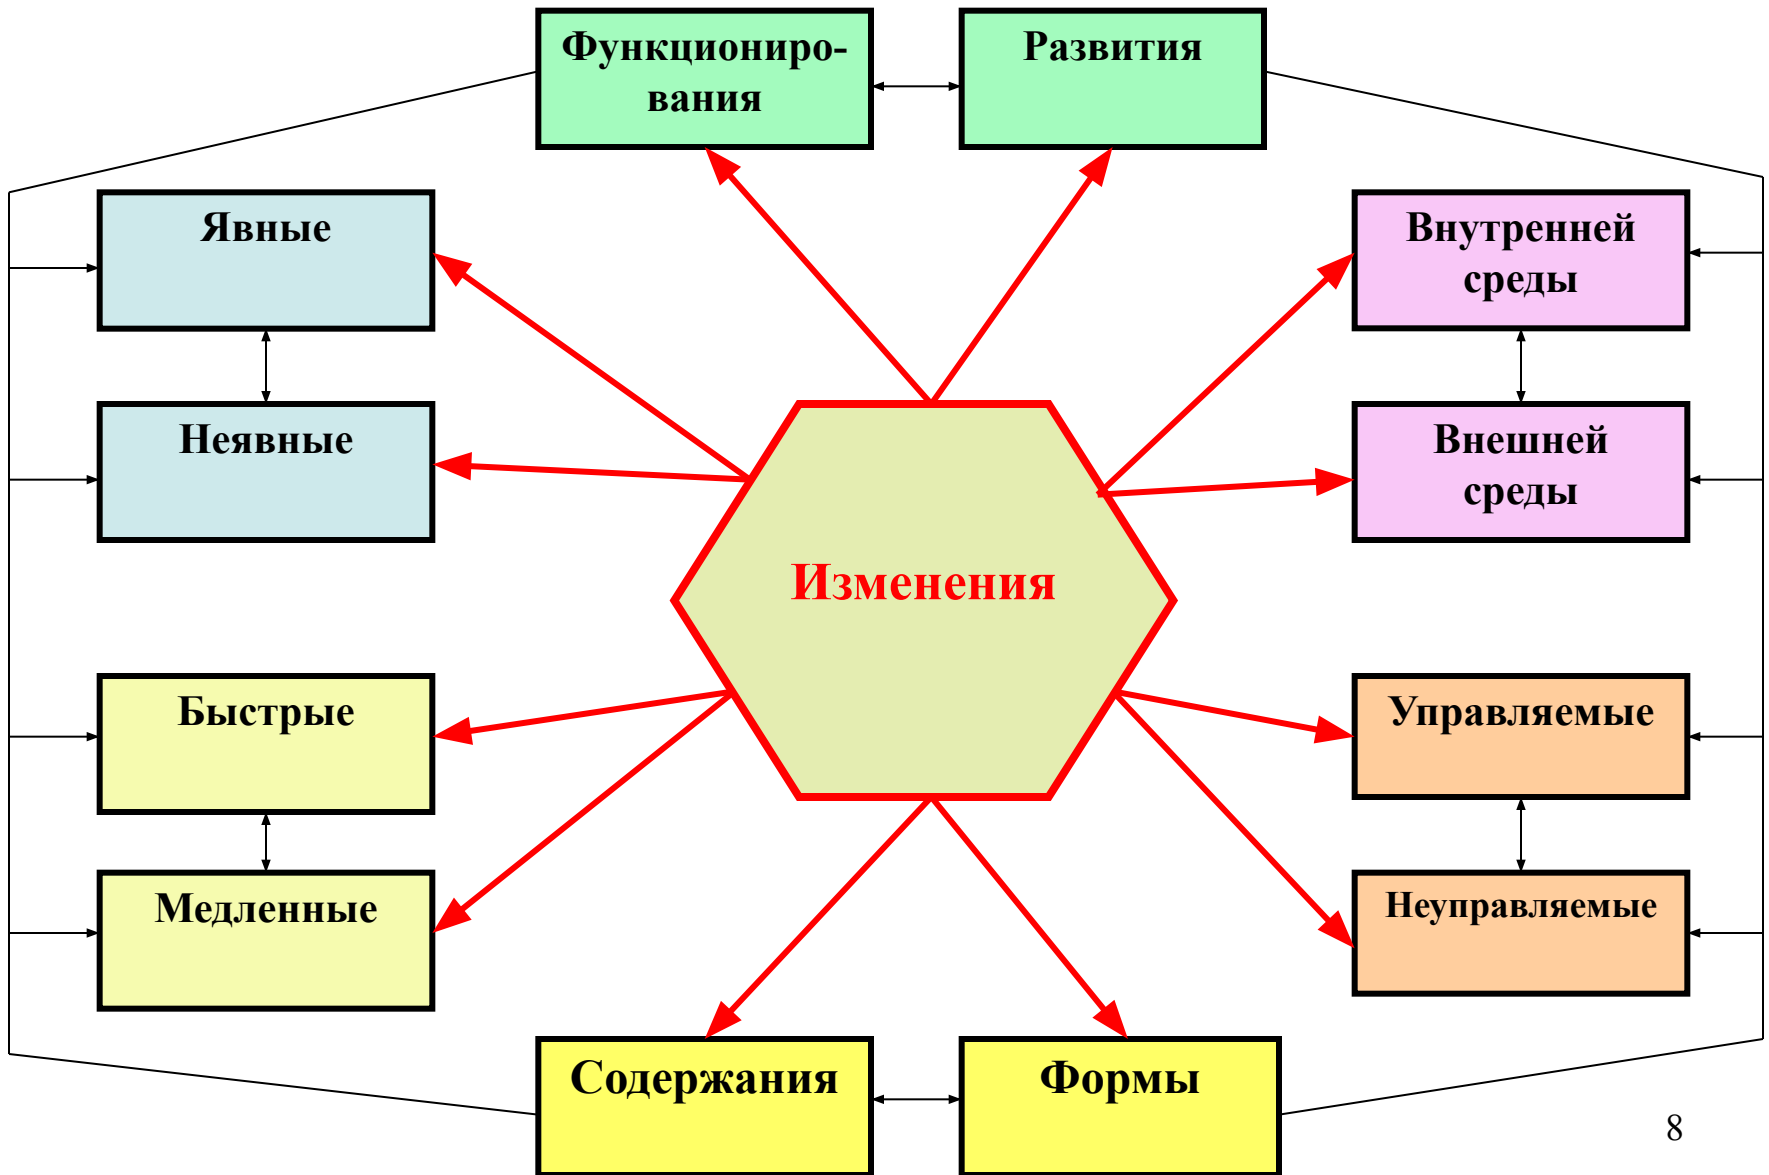 Функциониро-
вания
Развития
Явные
Внутренней
среды
Неявные
Внешней
среды
Изменения
Быстрые
Управляемые
Медленные
Неуправляемые
Содержания
Формы
8